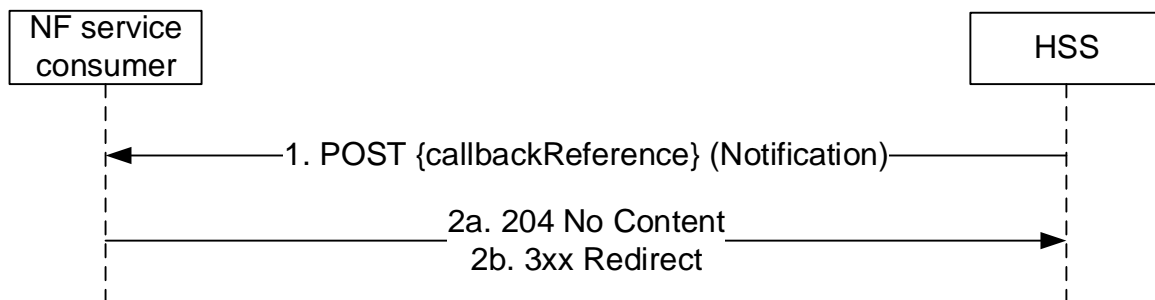 NF service
consumer
HSS
1. POST {callbackReference} (Notification)
2a. 204 No Content
2b. 3xx Redirect